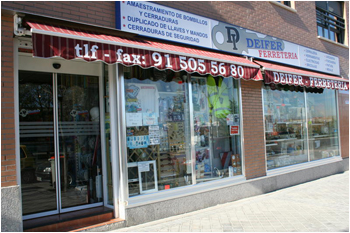 AMAESTRAMIENTO DE BOMBILLOS
Y CERRADURAS
* DUPLICADO DE LLAVES Y MANDOS
* CERRADURAS DE SEGURIDAD
DEIFER
FERRETERIA
tlf - fax: 91 505 56 80
DEIFER - FERRETERIA